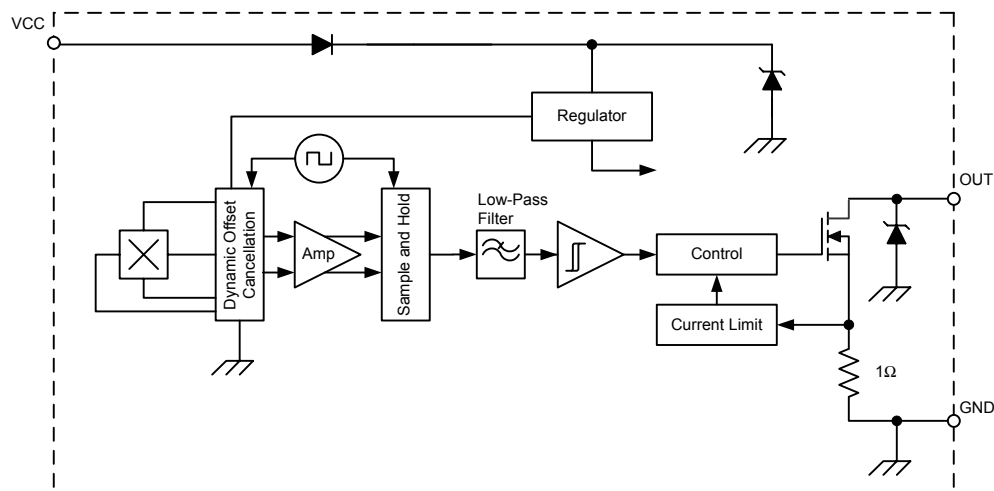 VCC
Regulator
OUT
Low-Pass
Filter
Dynamic Offset
Cancellation
Amp
Sample and Hold
Control
Current Limit
1Ω
GND